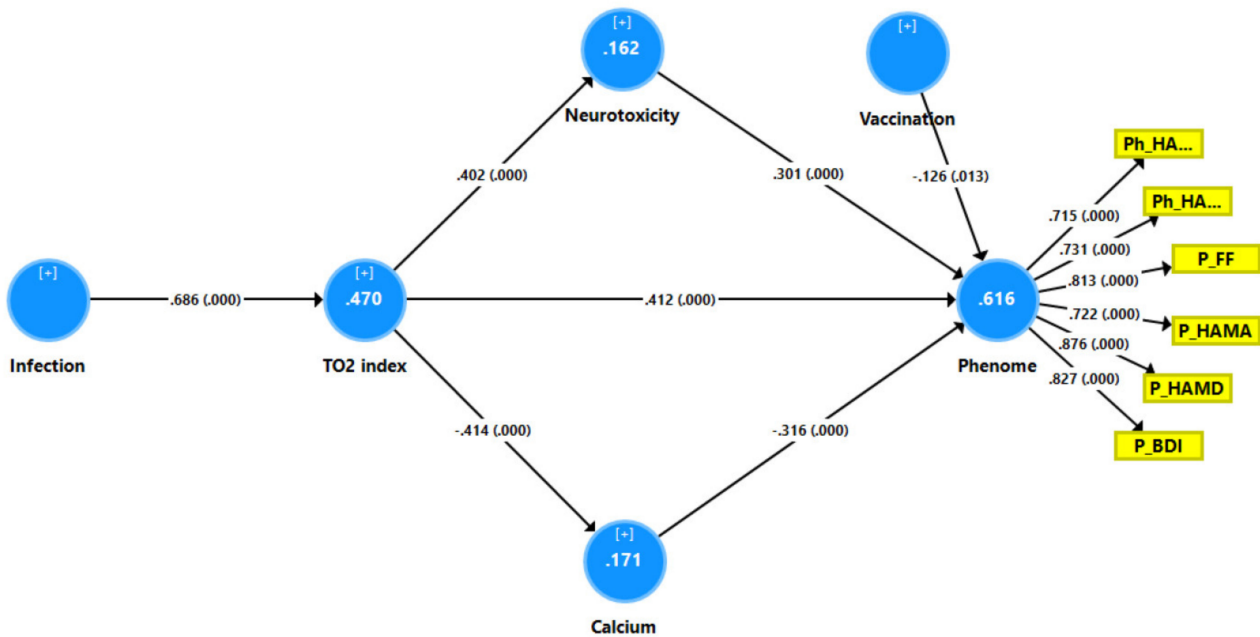 [+]
.162
Neurotoxicity
[+]
Vaccination
Ph_HA...
.402 (.000)
.301 (.000)
-.126 (.013)
.715 (.000)
Ph_HA...
.731 (.000)
P_FF
.813 (.000)
[+]
Infection
.686 (.000)
[+]
.470
TO2 index
.412 (.000)
.616
Phenome
.722 (.000)
P_HAMA
.876 (.000)
P_HAMD
.827 (.000)
P_BDI
-.414 (.000)
-.316 (.000)
[+]
.171
Calcium